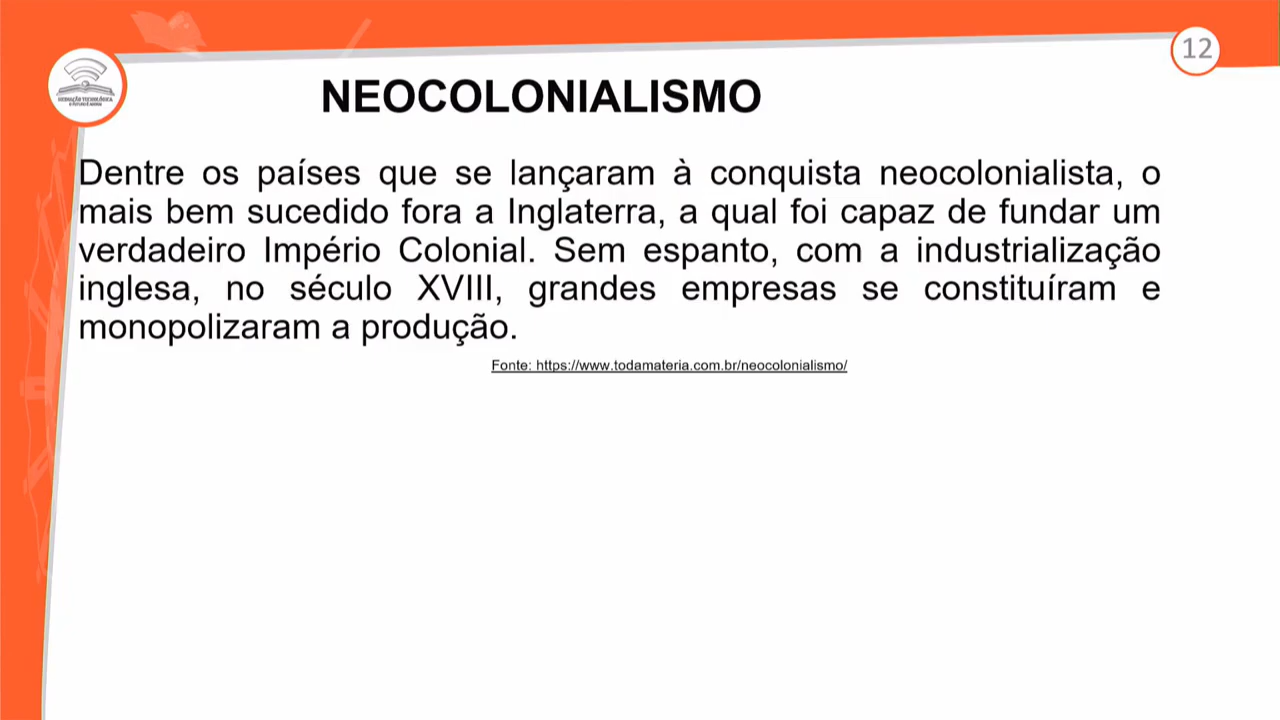 12
NEOCOLONIALISMO
Dentre os países que se lançaram à conquista neocolonialista, o
mais bem sucedido fora a Inglaterra, a qual foi capaz de fundar um
verdadeiro Império Colonial. Sem espanto, com a industrialização
inglesa, no século XVIII, grandes empresas se constituíram e
monopolizaram a produção.
Fonte: https://www.todamateria.com.br/neocolonialismo/
MEDIAÇÃO TECNOLÓGICA